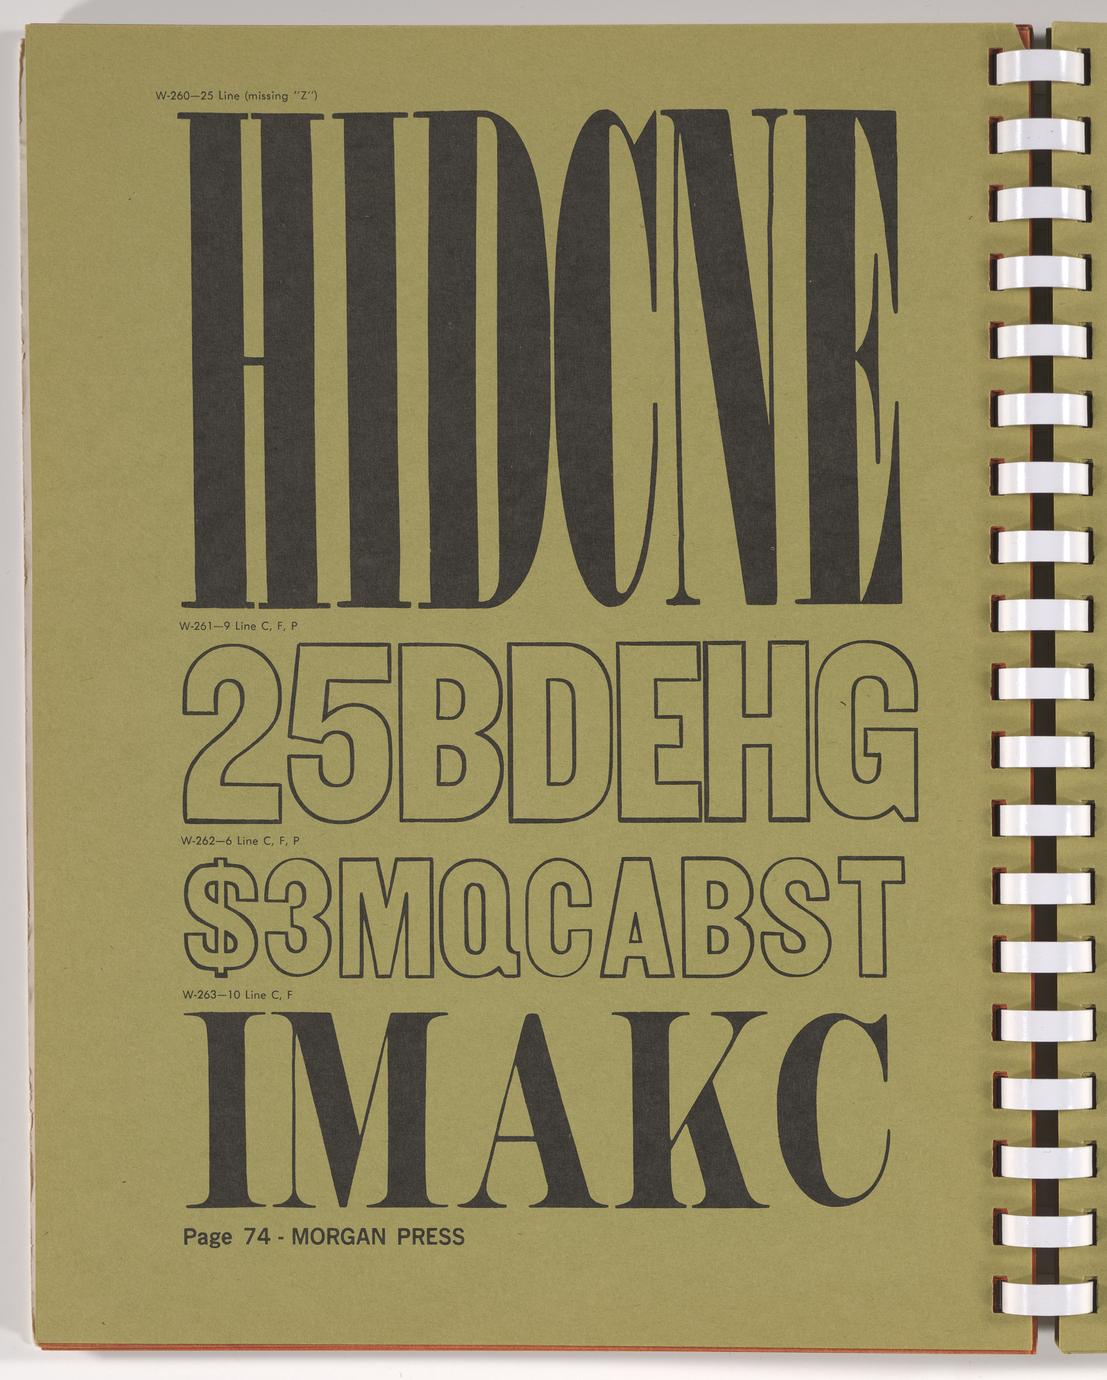 W-260—25 Line (missing "Z")
HIDCNE
W-261—9 Line C, F, P
25BDEHG
W-262—6 Line C, F, P
$3MQCABST
W-263—10 Line C, F
IMAKC
Page 74 - MORGAN PRESS